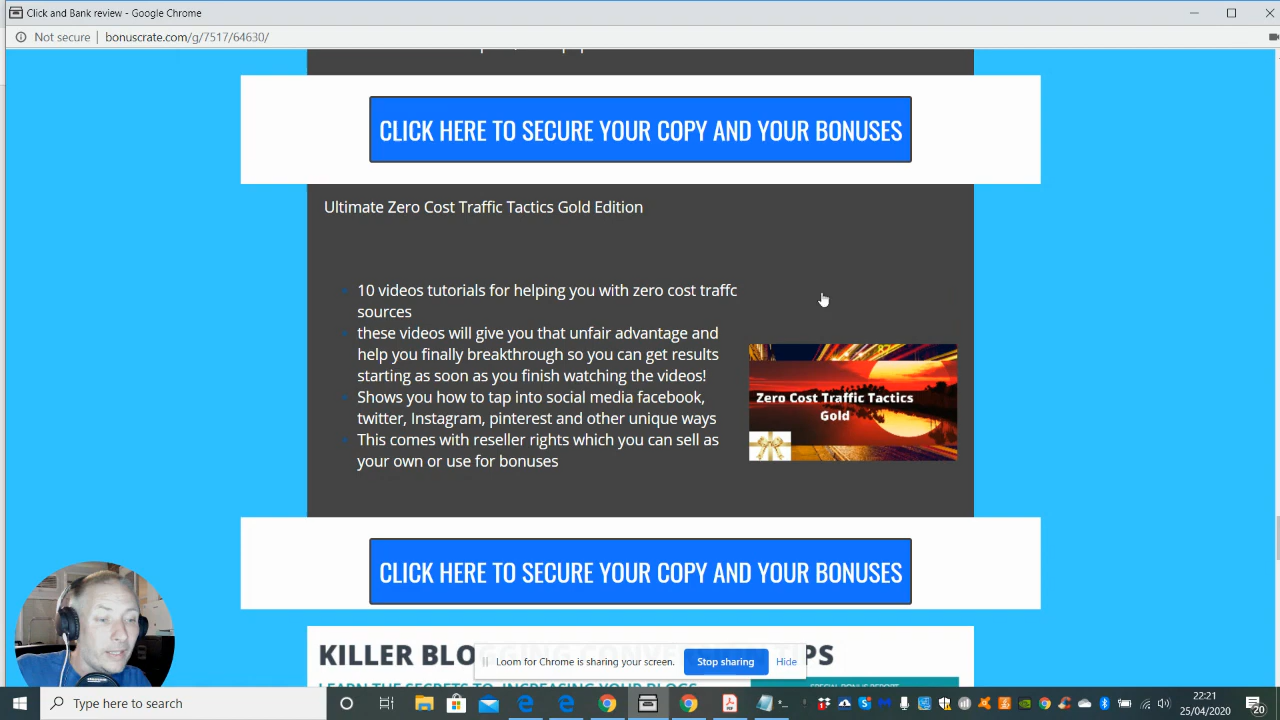 Click and Bank review - Google Chrome
Not secure
bonuscrate.com/g/7517/64630/
CLICK HERE TO SECURE YOUR COPY AND YOUR BONUSES
Ultimate Zero Cost Traffic Tactics Gold Edition
10 videos tutorials for helping you with zero cost traffc
sources
these videos will give you that unfair advantage and
help you finally breakthrough so you can get results
starting as soon as you finish watching the videos!
Shows you how to tap into social media facebook,
twitter, Instagram, pinterest and other unique ways
This comes with reseller rights which you can sell as
your own or use for bonuses
Zero Cost Traffic Tactics
Gold
CLICK HERE TO SECURE YOUR COPY AND YOUR BONUSES
KILLER
Loom for Chrome is sharing your screen.
Stop sharing
Hide
SPECIAL BONUS REPORT
Type here to search
22:21
25/04/2020
20